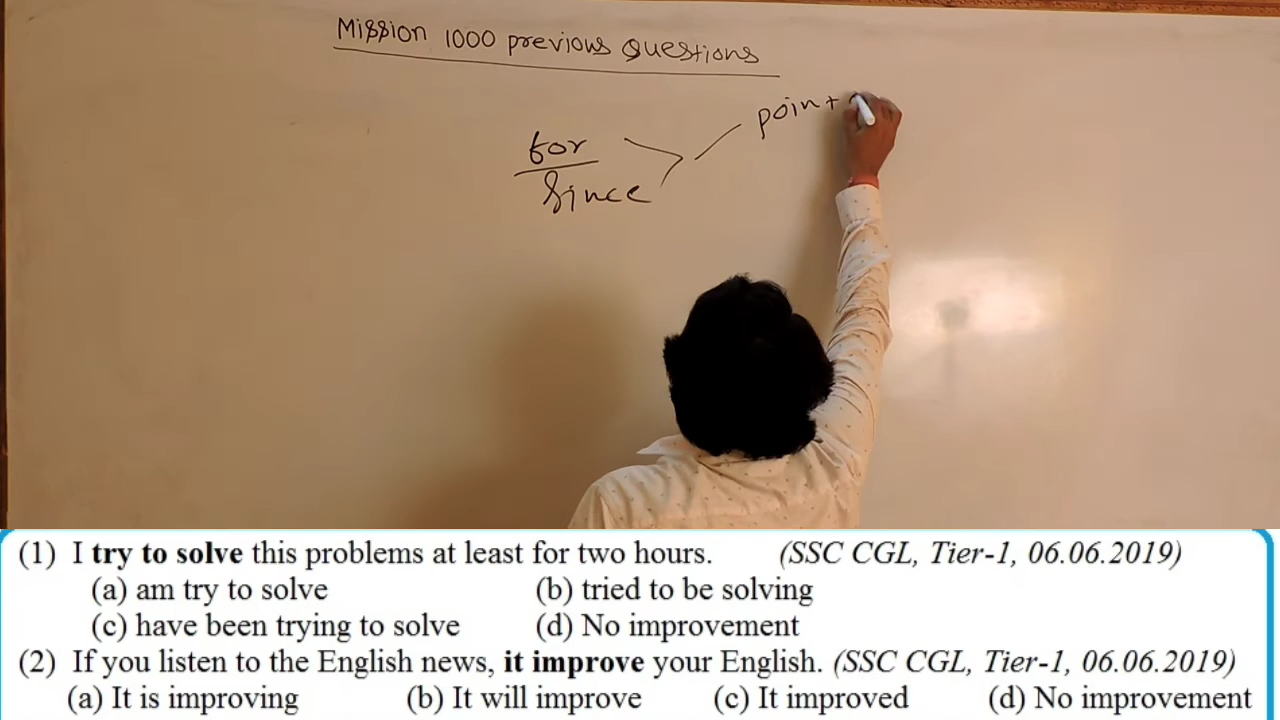 Mission 1000 previous Questions
for
since
point
(1) I try to solve this problems at least for two hours. (SSC CGL, Tier-1, 06.06.2019)
(a) am try to solve (b) tried to be solving
(c) have been trying to solve (d) No improvement
(2) If you listen to the English news, it improve your English. (SSC CGL, Tier-1, 06.06.2019)
(a) It is improving (b) It will improve (c) It improved (d) No improvement